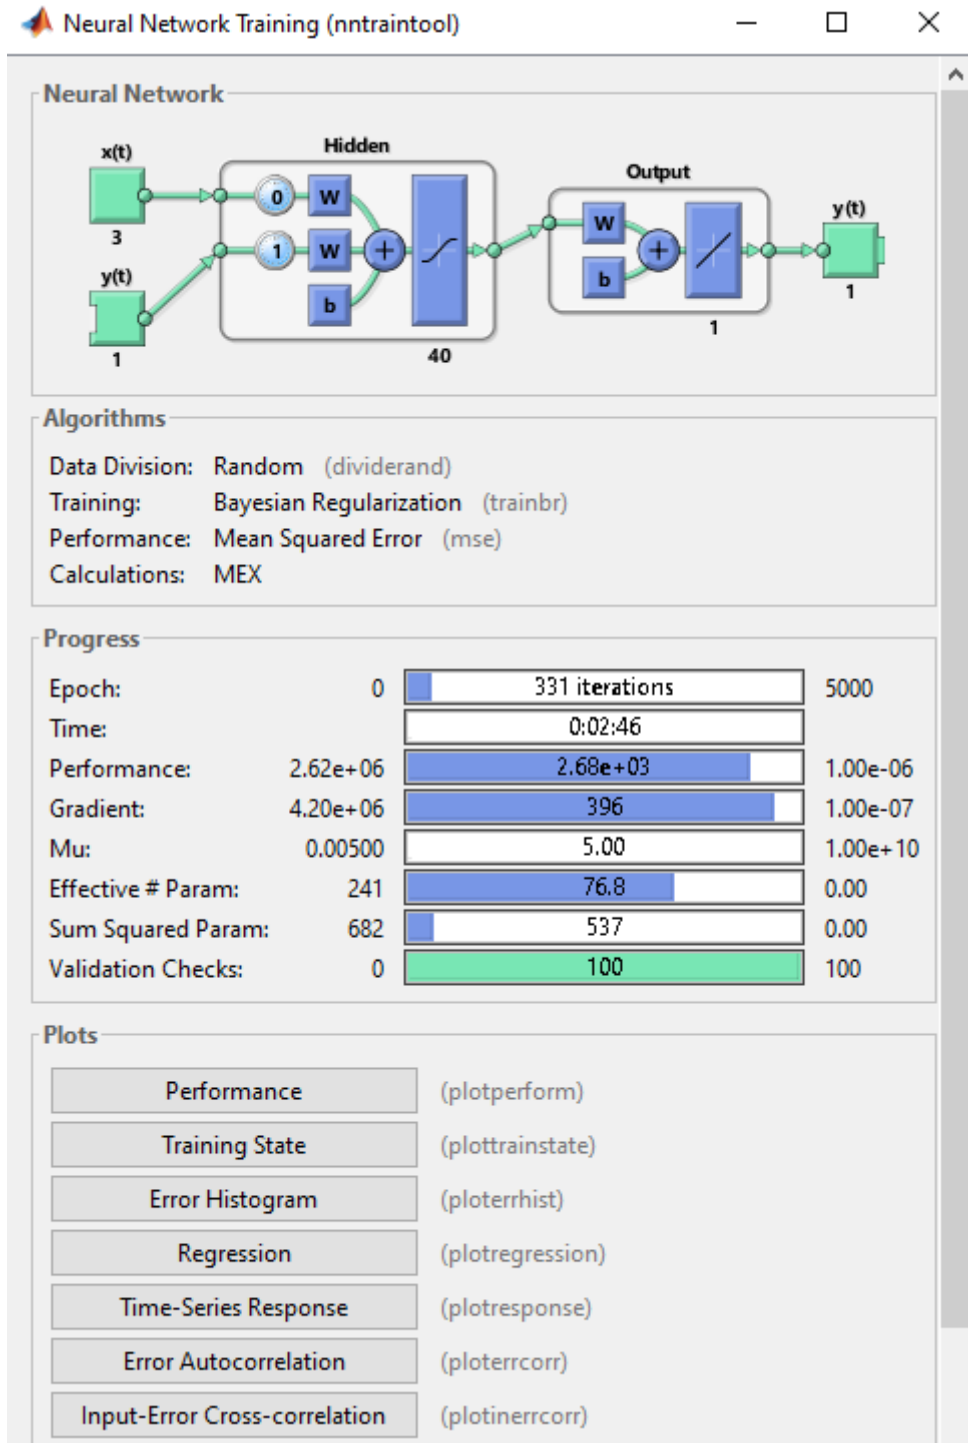 Neural Network Training (nntraintool)
Neural Network
x(t)
3
y(t)
1
Hidden
0 W
1 W
+
b
40
Output
W
+
b
1
y(t)
1
Algorithms
Data Division: Random (dividerand)
Training: Bayesian Regularization (trainbr)
Performance: Mean Squared Error (mse)
Calculations: MEX
Progress
Epoch: 0 331 iterations 5000
Time: 0:02:46
Performance: 2.62e+06 2.68e+03 1.00e-06
Gradient: 4.20e+06 396 1.00e-07
Mu: 0.00500 5.00 1.00e+10
Effective # Param: 241 76.8 0.00
Sum Squared Param: 682 537 0.00
Validation Checks: 0 100 100
Plots
Performance (plotperform)
Training State (plottrainstate)
Error Histogram (ploterrhist)
Regression (plotregression)
Time-Series Response (plotresponse)
Error Autocorrelation (ploterrcorr)
Input-Error Cross-correlation (plotinerrcorr)